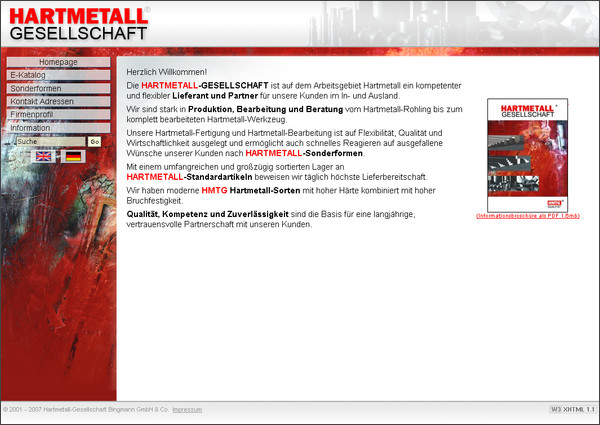 HARTMETALL®
GESELLSCHAFT
Homepage
E-Katalog
Sonderformen
Kontakt Adressen
Firmenprofil
Information
Suche Go
Herzlich Willkommen!
Die HARTMETALL-GESELLSCHAFT ist auf dem Arbeitsgebiet Hartmetall ein kompetenter
und flexibler Lieferant und Partner für unsere Kunden im In- und Ausland.
Wir sind stark in Produktion, Bearbeitung und Beratung vom Hartmetall-Rohling bis zum
komplett bearbeiteten Hartmetall-Werkzeug.
Unsere Hartmetall-Fertigung und Hartmetall-Bearbeitung ist auf Flexibilität, Qualität und
Wirtschaftlichkeit ausgelegt und ermöglicht auch schnelles Reagieren auf ausgefallene
Wünsche unserer Kunden nach HARTMETALL-Sonderformen.
Mit einem umfangreichen und großzügig sortierten Lager an
HARTMETALL-Standardartikeln beweisen wir täglich höchste Lieferbereitschaft.
Wir haben moderne HMTG Hartmetall-Sorten mit hoher Härte kombiniert mit hoher
Bruchfestigkeit.
Qualität, Kompetenz und Zuverlässigkeit sind die Basis für eine langjährige,
vertrauensvolle Partnerschaft mit unseren Kunden.
HARTMETALL
GESELLSCHAFT
(Informationsbroschüre als PDF 1.5mb)
© 2001 - 2007 Hartmetall-Gesellschaft Bingmann GmbH & Co. Impressum
W3 XHTML 1.1